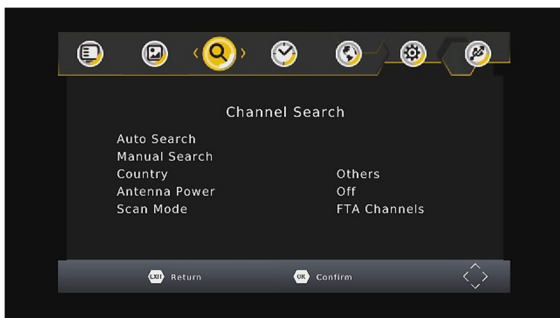 Channel Search
Auto Search
Manual Search
Country Others
Antenna Power Off
Scan Mode FTA Channels
EXIT Return OK Confirm